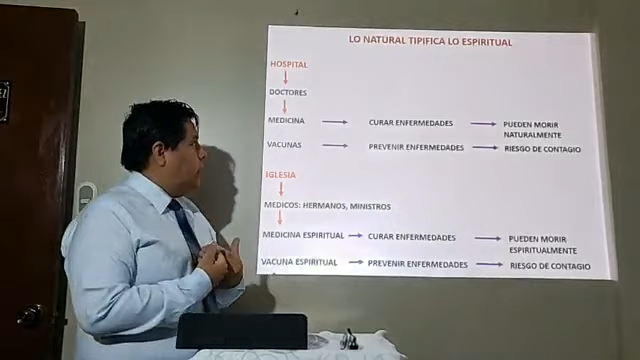 LO NATURAL TIPIFICA LO ESPIRITUAL
HOSPITAL
DOCTORES
MEDICINA CURAR ENFERMEDADES PUEDEN MORIR
NATURALMENTE
VACUNAS PREVENIR ENFERMEDADES RIESGO DE CONTAGIO
IGLESIA
MEDICOS: HERMANOS, MINISTROS
MEDICINA ESPIRITUAL CURAR ENFERMEDADES PUEDEN MORIR
ESPIRITUALMENTE
VACUNA ESPIRITUAL PREVENIR ENFERMEDADES RIESGO DE CONTAGIO